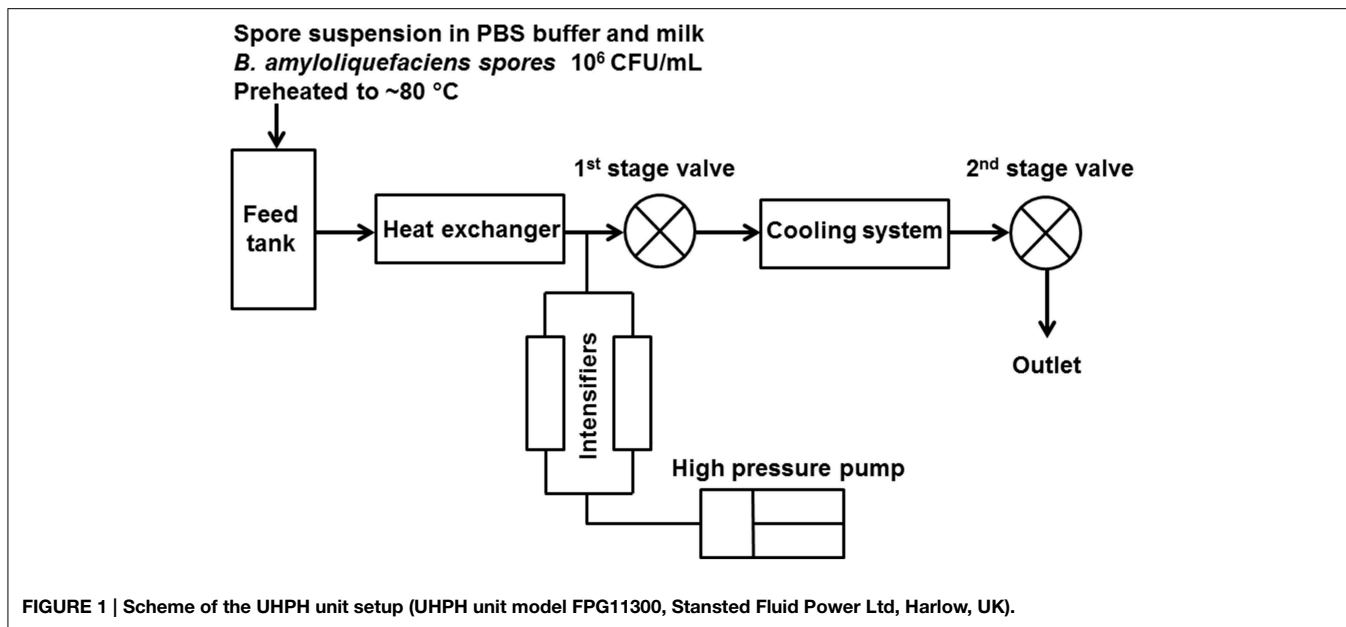 Spore suspension in PBS buffer and milk
B. amyloliquefaciens spores 10⁶ CFU/mL
Preheated to ~80 °C
1ˢᵗ stage valve
2ⁿᵈ stage valve
Feed
tank
Heat exchanger
Cooling system
Intensifiers
Outlet
High pressure pump
FIGURE 1 | Scheme of the UHPH unit setup (UHPH unit model FPG11300, Stansted Fluid Power Ltd, Harlow, UK).